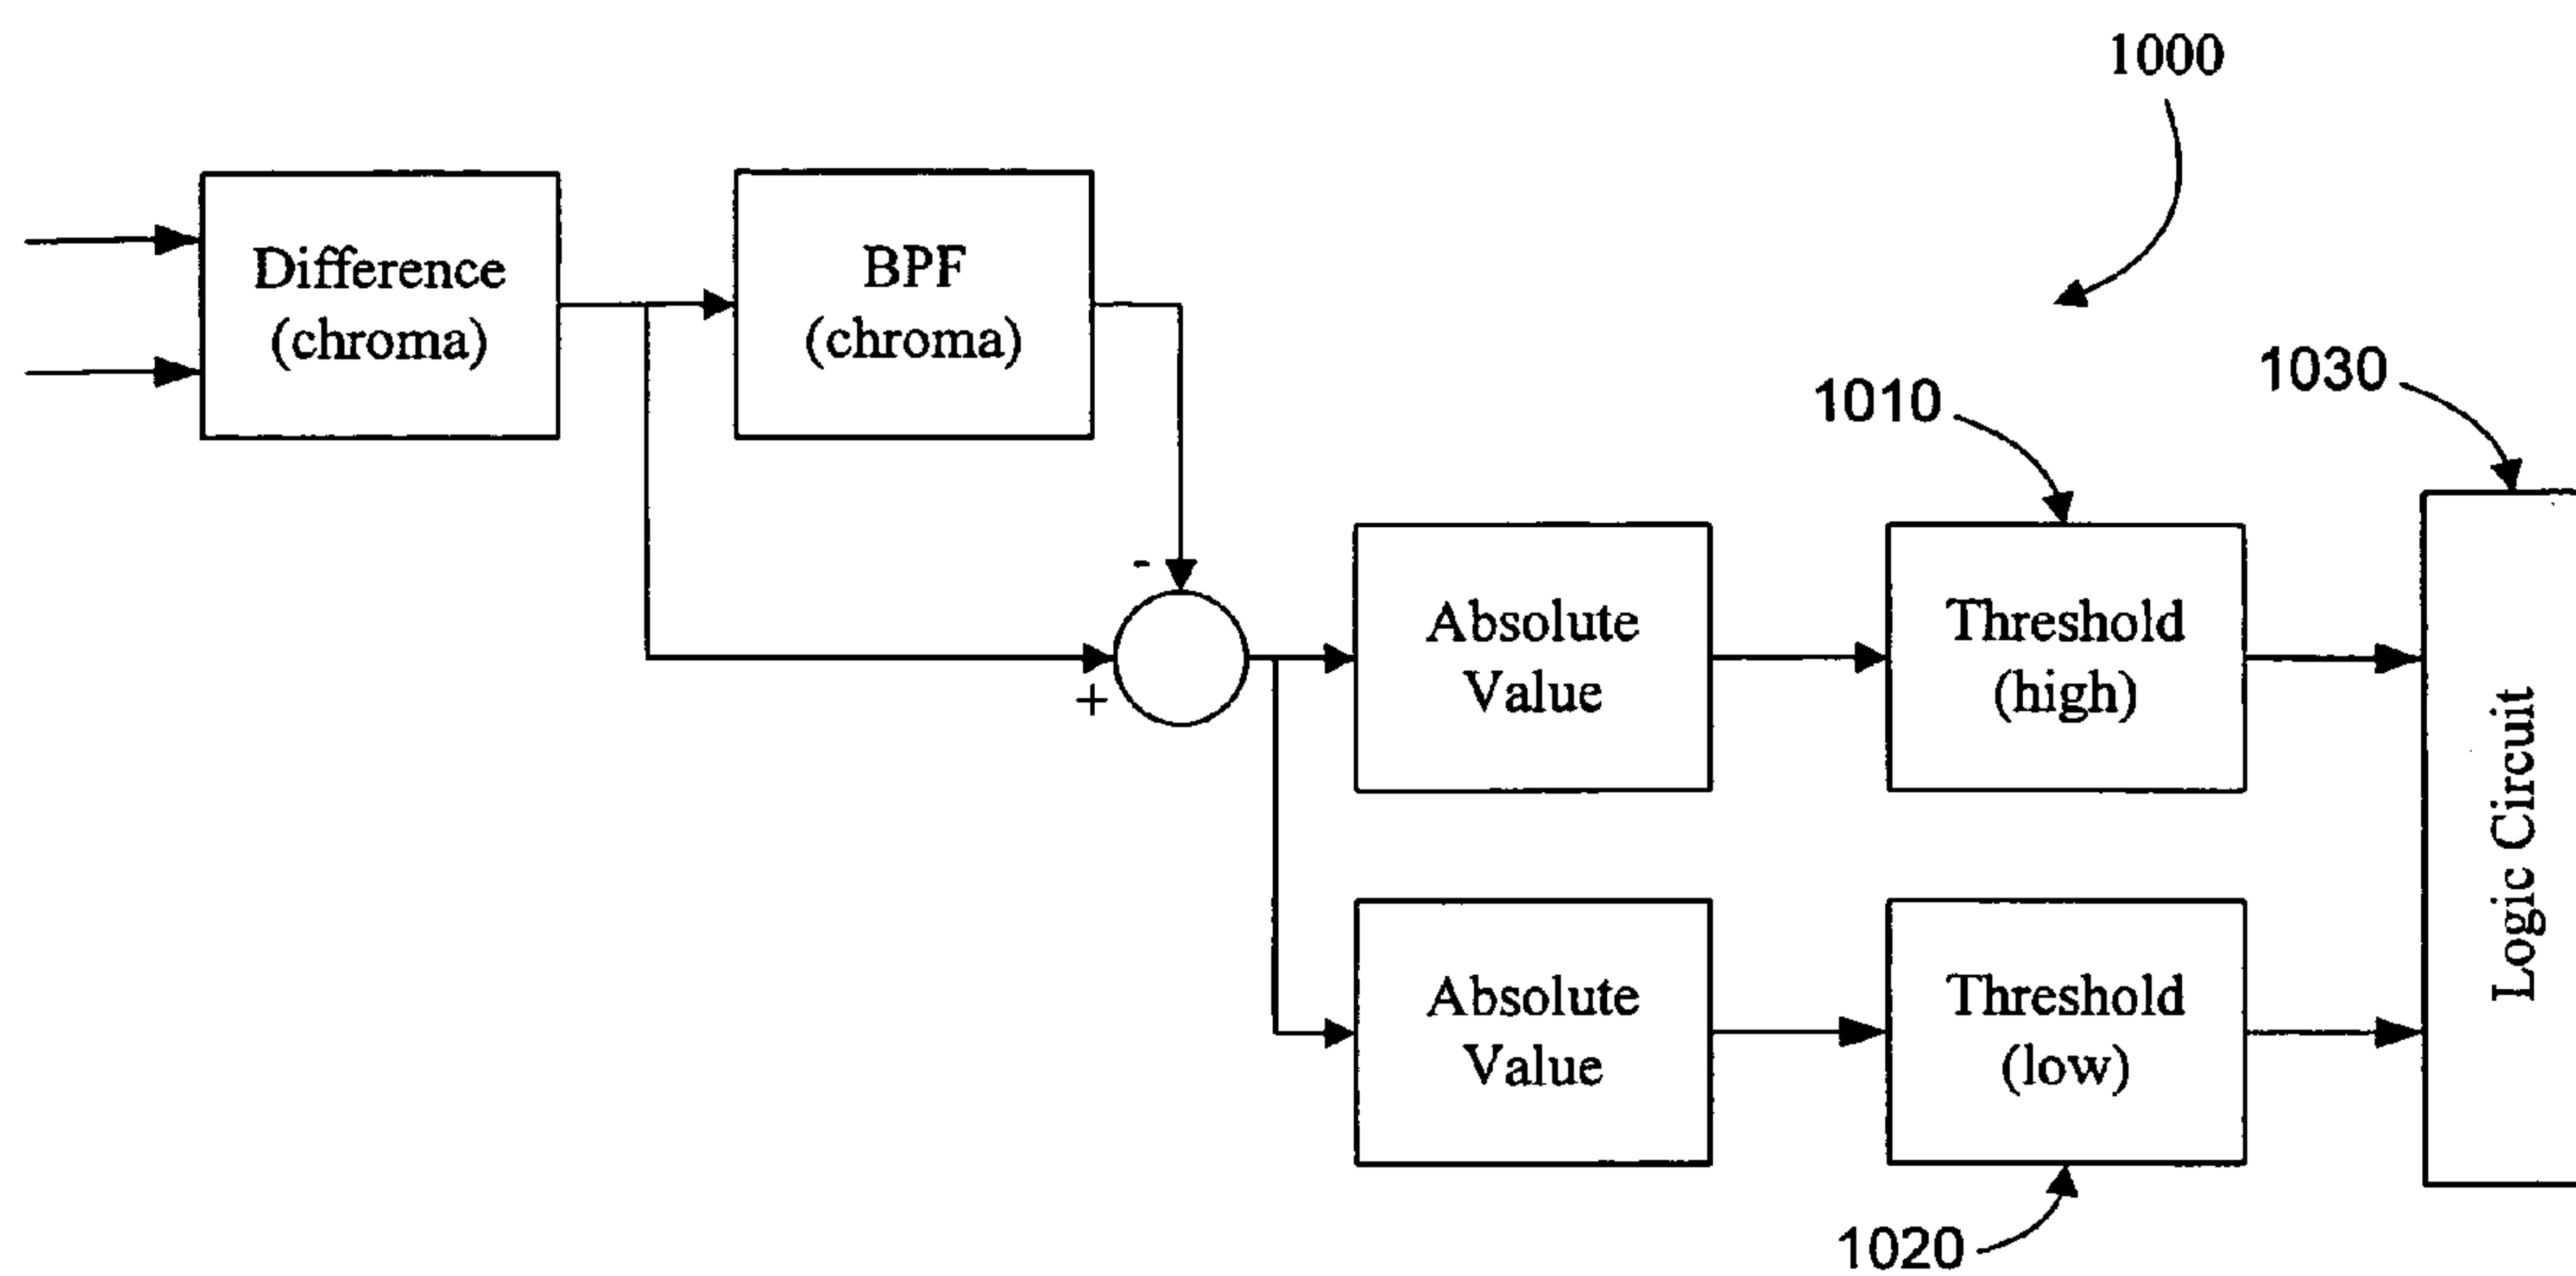 1000
Difference
(chroma)
BPF
(chroma)
1010
1030
-
+
Absolute
Value
Threshold
(high)
Logic Circuit
Absolute
Value
Threshold
(low)
1020